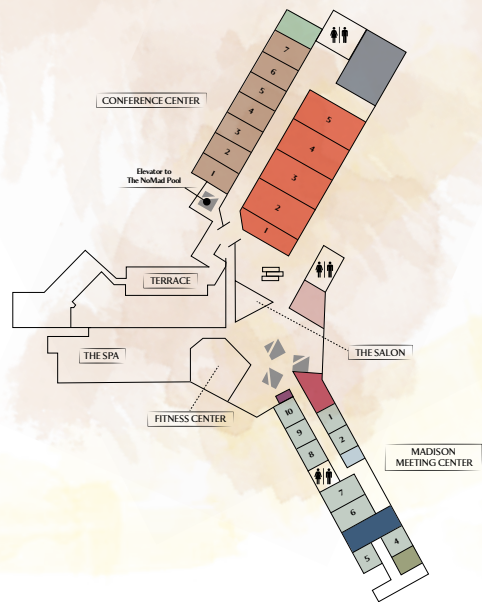 7
6
5
4
3
2
1
5
4
3
2
1
CONFERENCE CENTER
Elevator to
The NoMad Pool
TERRACE
THE SPA
THE SALON
FITNESS CENTER
MADISON
MEETING CENTER
10
9
8
1
2
7
6
5
4